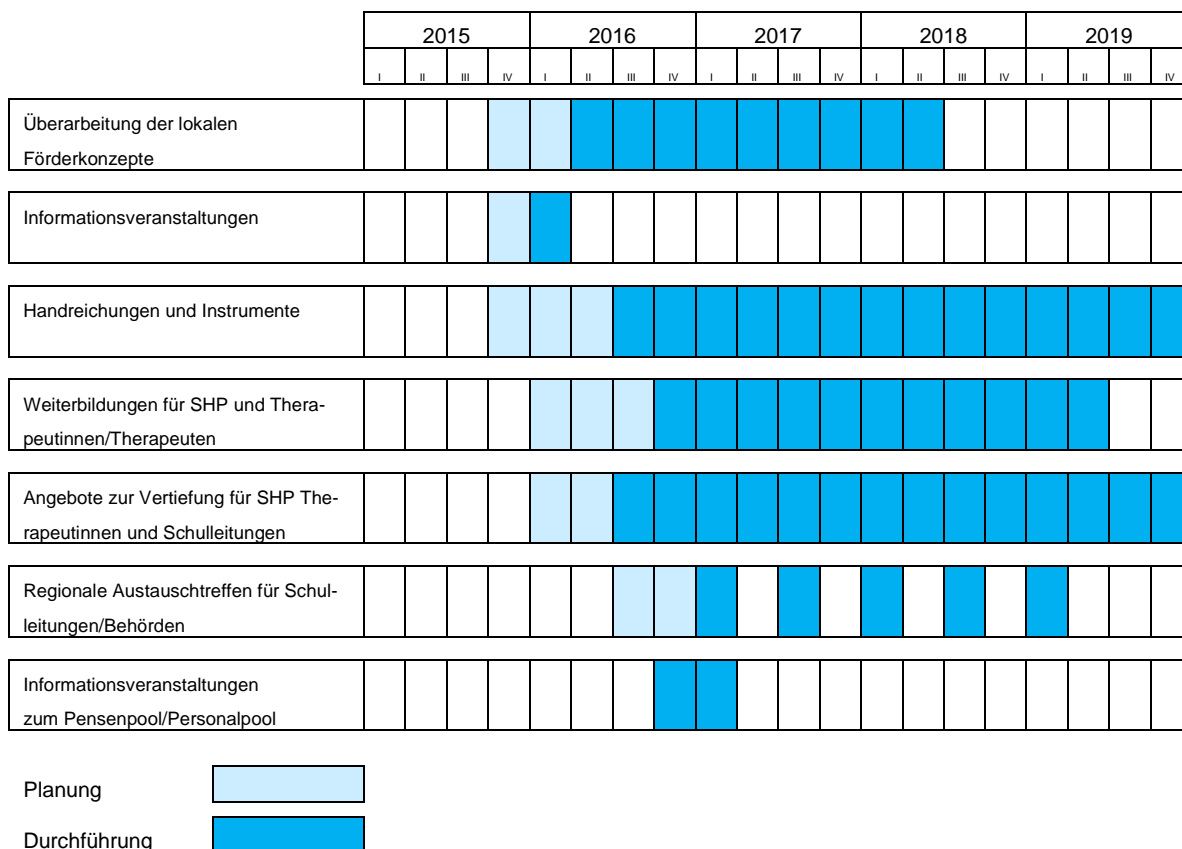 2015 2016 2017 2018 2019
I II III IV I II III IV I II III IV I II III IV I II III IV
Überarbeitung der lokalen
Förderkonzepte
Informationsveranstaltungen
Handreichungen und Instrumente
Weiterbildungen für SHP und Thera-
peutinnen/Therapeuten
Angebote zur Vertiefung für SHP The-
rapeutinnen und Schulleitungen
Regionale Austauschtreffen für Schul-
leitungen/Behörden
Informationsveranstaltungen
zum Pensenpool/Personalpool
Planung
Durchführung